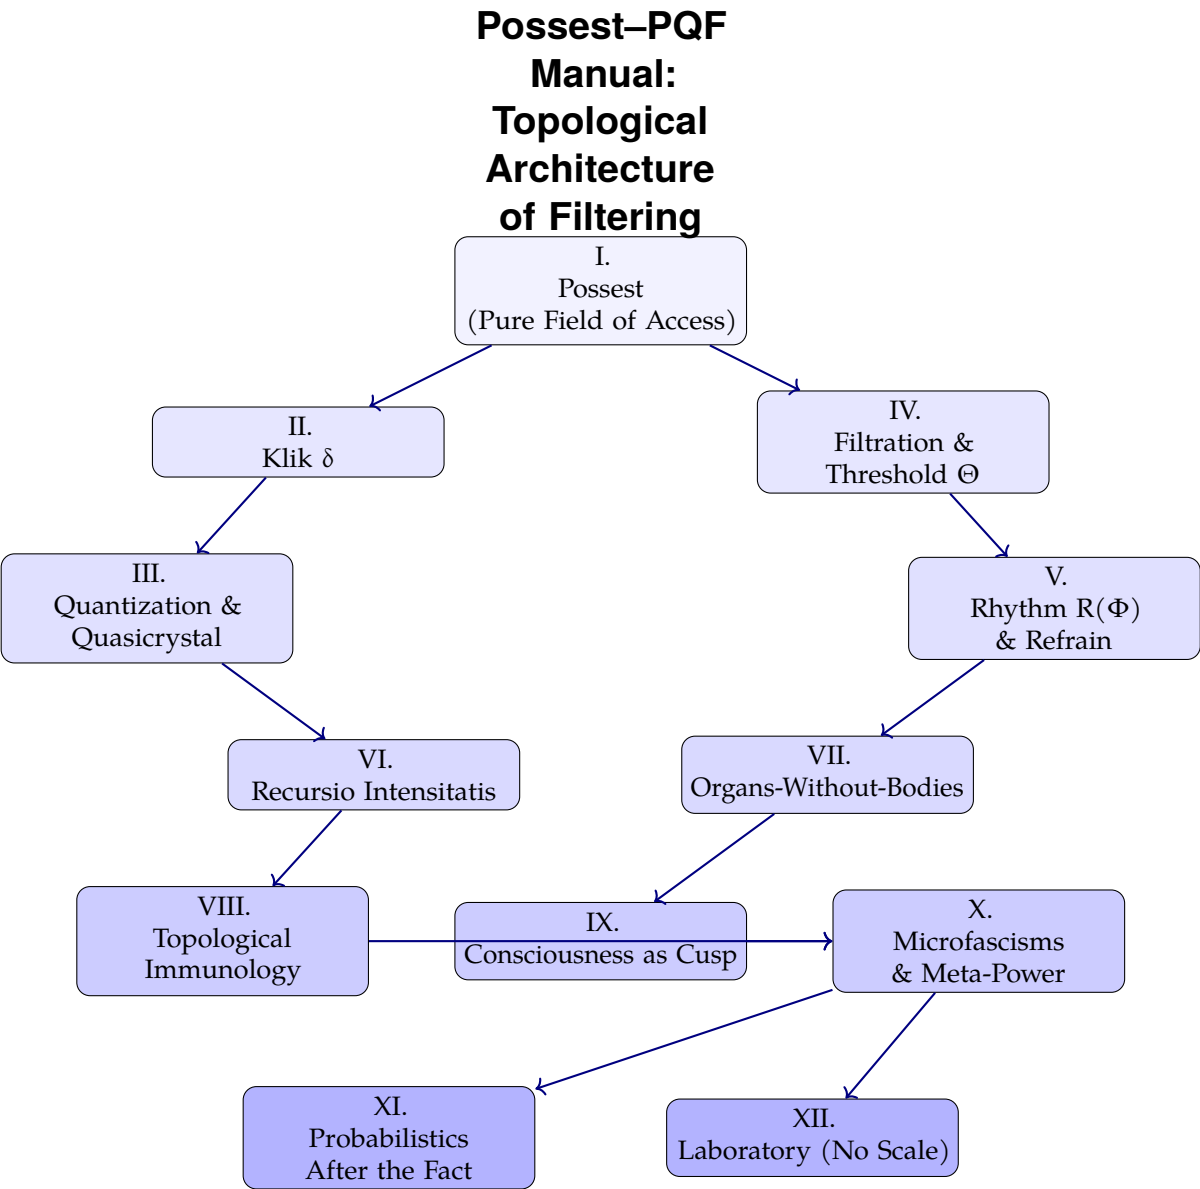 Possest–PQF
Manual:
Topological
Architecture
of Filtering
I.
Possest
(Pure Field of Access)
II.
Klik δ
IV.
Filtration &
Threshold Θ
III.
Quantization &
Quasicrystal
V.
Rhythm R(Φ)
& Refrain
VI.
Recursio Intensitatis
VII.
Organs-Without-Bodies
VIII.
Topological
Immunology
IX.
Consciousness as Cusp
X.
Microfascisms
& Meta-Power
XI.
Probabilistics
After the Fact
XII.
Laboratory (No Scale)